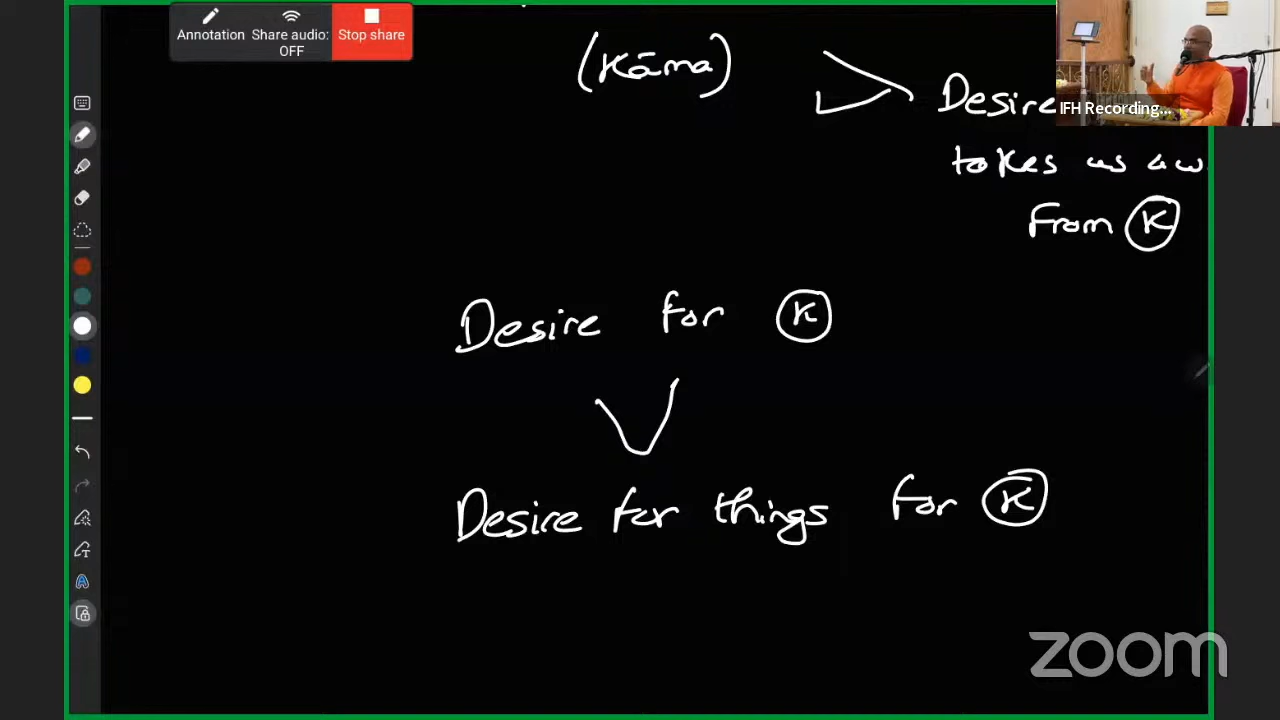 Annotation
Share audio: OFF
Stop share
IFH Recording...
(Kāma)
Desire
takes us aw
from K
Desire for K
Desire for things for K
zoom